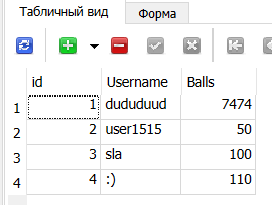 Табличный вид Форма
id Username Balls
1 1 dududuud 7474
2 2 user1515 50
3 3 sla 100
4 4 :) 110